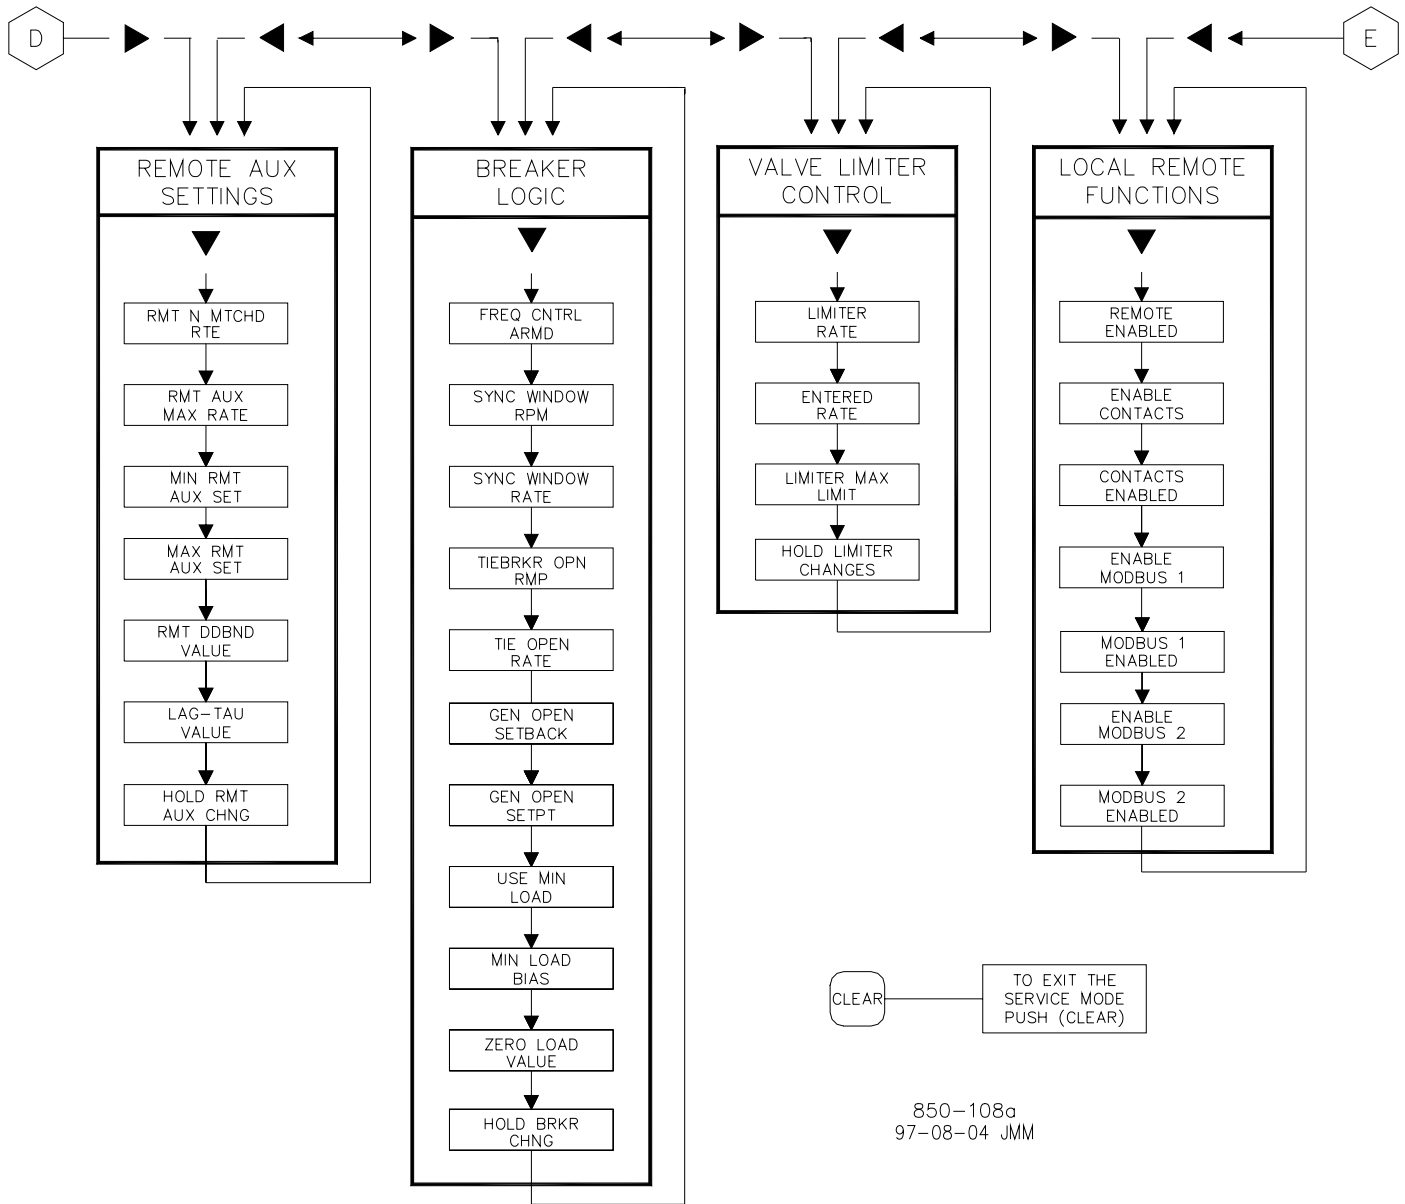 D
E
REMOTE AUX
SETTINGS
RMT N MTCHD
RTE
RMT AUX
MAX RATE
MIN RMT
AUX SET
MAX RMT
AUX SET
RMT DDBND
VALUE
LAG-TAU
VALUE
HOLD RMT
AUX CHNG
BREAKER
LOGIC
FREQ CNTRL
ARMD
SYNC WINDOW
RPM
SYNC WINDOW
RATE
TIEBRKR OPN
RMP
TIE OPEN
RATE
GEN OPEN
SETBACK
GEN OPEN
SETPT
USE MIN
LOAD
MIN LOAD
BIAS
ZERO LOAD
VALUE
HOLD BRKR
CHNG
VALVE LIMITER
CONTROL
LIMITER
RATE
ENTERED
RATE
LIMITER MAX
LIMIT
HOLD LIMITER
CHANGES
LOCAL REMOTE
FUNCTIONS
REMOTE
ENABLED
ENABLE
CONTACTS
CONTACTS
ENABLED
ENABLE
MODBUS 1
MODBUS 1
ENABLED
ENABLE
MODBUS 2
MODBUS 2
ENABLED
CLEAR
TO EXIT THE
SERVICE MODE
PUSH (CLEAR)
850-108a
97-08-04 JMM